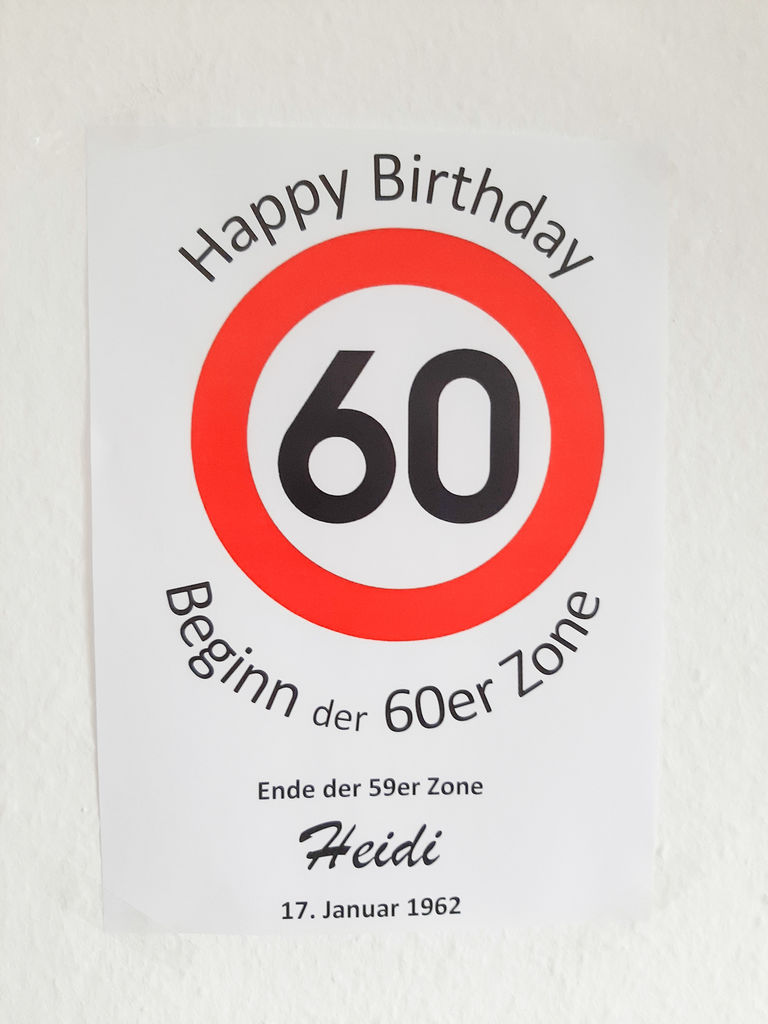 Happy Birthday
60
Beginn der 60er Zone
Ende der 59er Zone
Heidi
17. Januar 1962